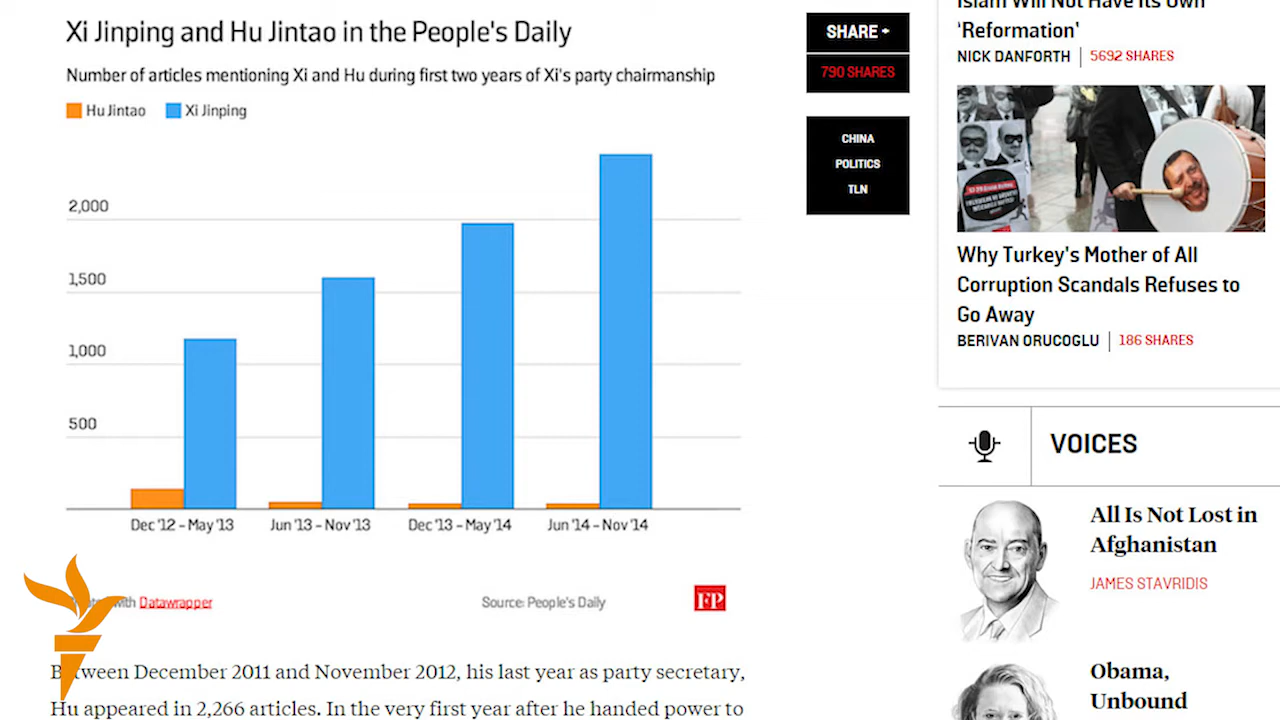 Xi Jinping and Hu Jintao in the People's Daily
Number of articles mentioning Xi and Hu during first two years of Xi's party chairmanship
Hu Jintao Xi Jinping
2,000
1,500
1,000
500
Dec '12 – May '13 Jun '13 – Nov '13 Dec '13 – May '14 Jun '14 – Nov '14
with Datawrapper
Source: People's Daily
FP
Between December 2011 and November 2012, his last year as party secretary,
Hu appeared in 2,266 articles. In the very first year after he handed power to
SHARE +
790 SHARES
CHINA
POLITICS
TLN
Islam Will Not Have Its Own
‘Reformation’
NICK DANFORTH | 5692 SHARES
Why Turkey's Mother of All
Corruption Scandals Refuses to
Go Away
BERIVAN ORUCOGLU | 186 SHARES
VOICES
All Is Not Lost in
Afghanistan
JAMES STAVRIDIS
Obama,
Unbound